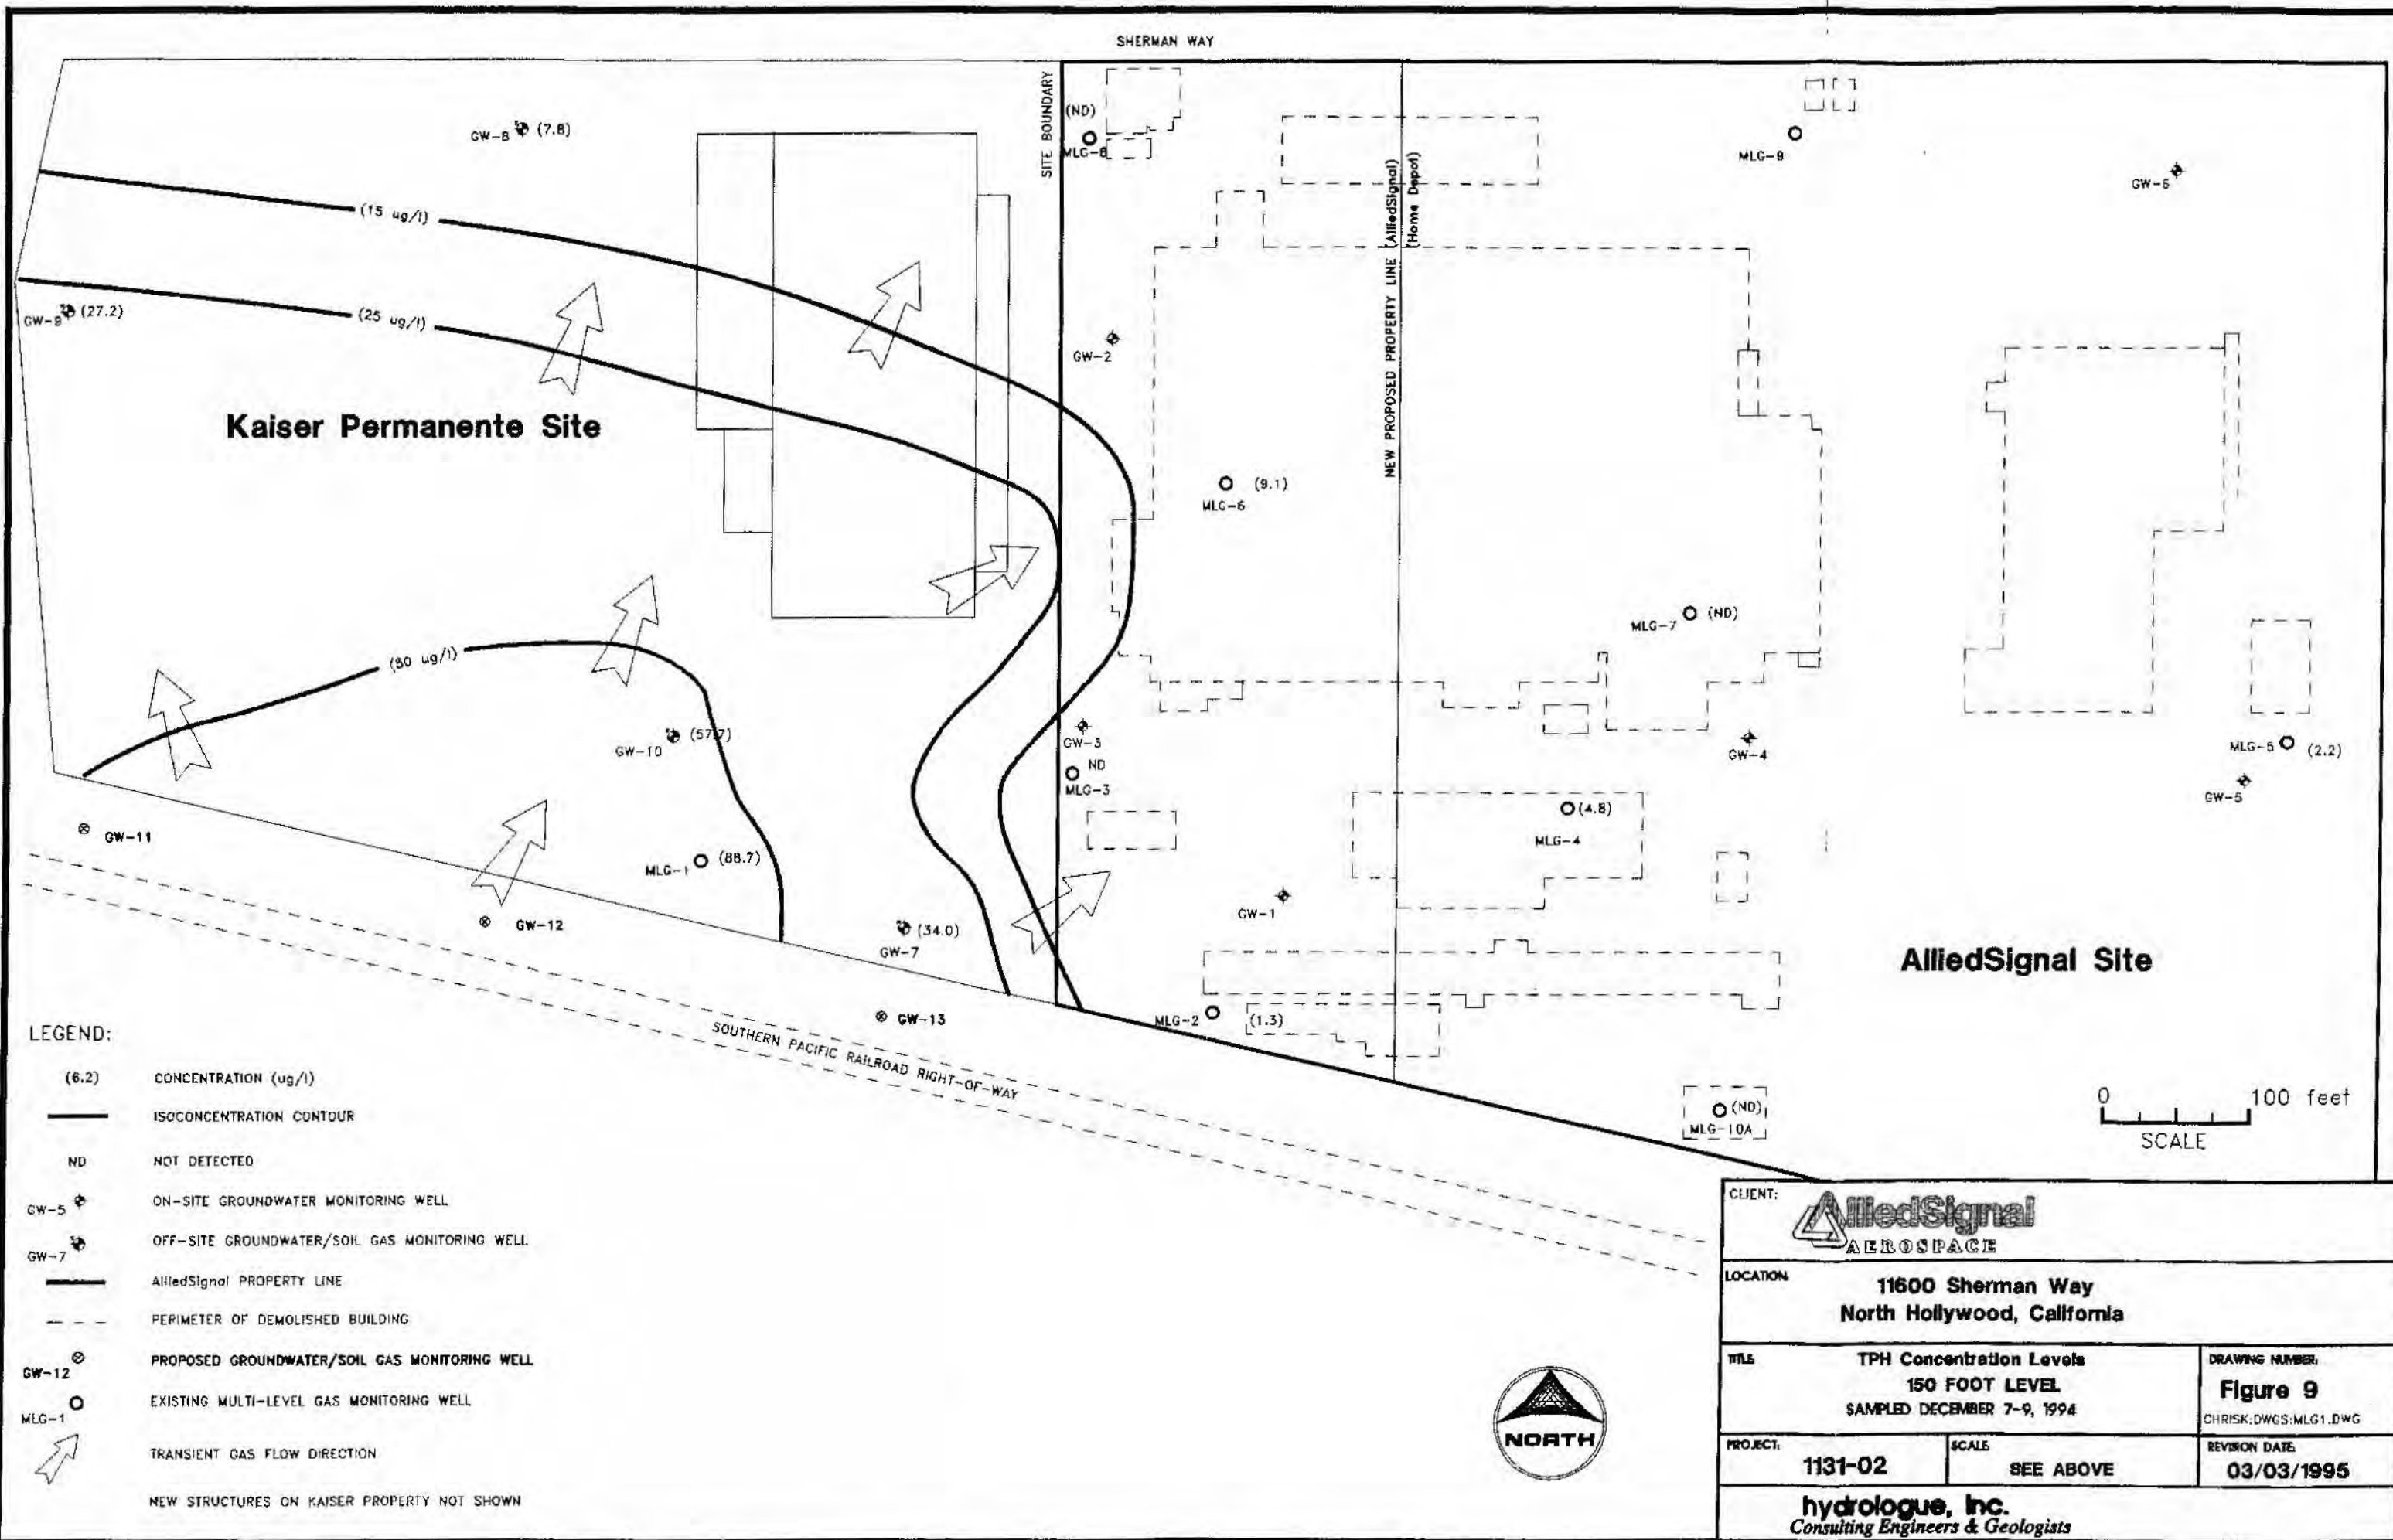 SHERMAN WAY
SITE BOUNDARY
(ND)
MLG-8
GW-8 (7.8)
MLG-9
GW-6
(15 ug/l)
NEW PROPOSED PROPERTY LINE (AlliedSignal)
(Home Depot)
GW-9 (27.2)
(25 ug/l)
GW-2
Kaiser Permanente Site
(9.1)
MLG-6
MLG-7 (ND)
(50 ug/l)
GW-10 (57.7)
GW-3
ND
MLG-3
GW-4
MLG-5 (2.2)
GW-5
(4.8)
MLG-4
GW-11
MLG-1 (88.7)
GW-12
GW-7 (34.0)
GW-1
AlliedSignal Site
GW-13
MLG-2 (1.3)
SOUTHERN PACIFIC RAILROAD RIGHT-OF-WAY
(ND)
MLG-10A
0 100 feet
SCALE
LEGEND:
(6.2) CONCENTRATION (ug/l)
ISOCONCENTRATION CONTOUR
ND NOT DETECTED
GW-5 ON-SITE GROUNDWATER MONITORING WELL
GW-7 OFF-SITE GROUNDWATER/SOIL GAS MONITORING WELL
AlliedSignal PROPERTY LINE
PERIMETER OF DEMOLISHED BUILDING
GW-12 PROPOSED GROUNDWATER/SOIL GAS MONITORING WELL
MLG-1 EXISTING MULTI-LEVEL GAS MONITORING WELL
TRANSIENT GAS FLOW DIRECTION
NEW STRUCTURES ON KAISER PROPERTY NOT SHOWN
NORTH
CLIENT:
AlliedSignal
AEROSPACE
LOCATION:
11600 Sherman Way
North Hollywood, California
TITLE
TPH Concentration Levels
150 FOOT LEVEL
SAMPLED DECEMBER 7-9, 1994
DRAWING NUMBER:
Figure 9
CHRISK:DWGS:MLG1.DWG
PROJECT:
1131-02
SCALE
SEE ABOVE
REVISION DATE
03/03/1995
hydrologue, Inc.
Consulting Engineers & Geologists